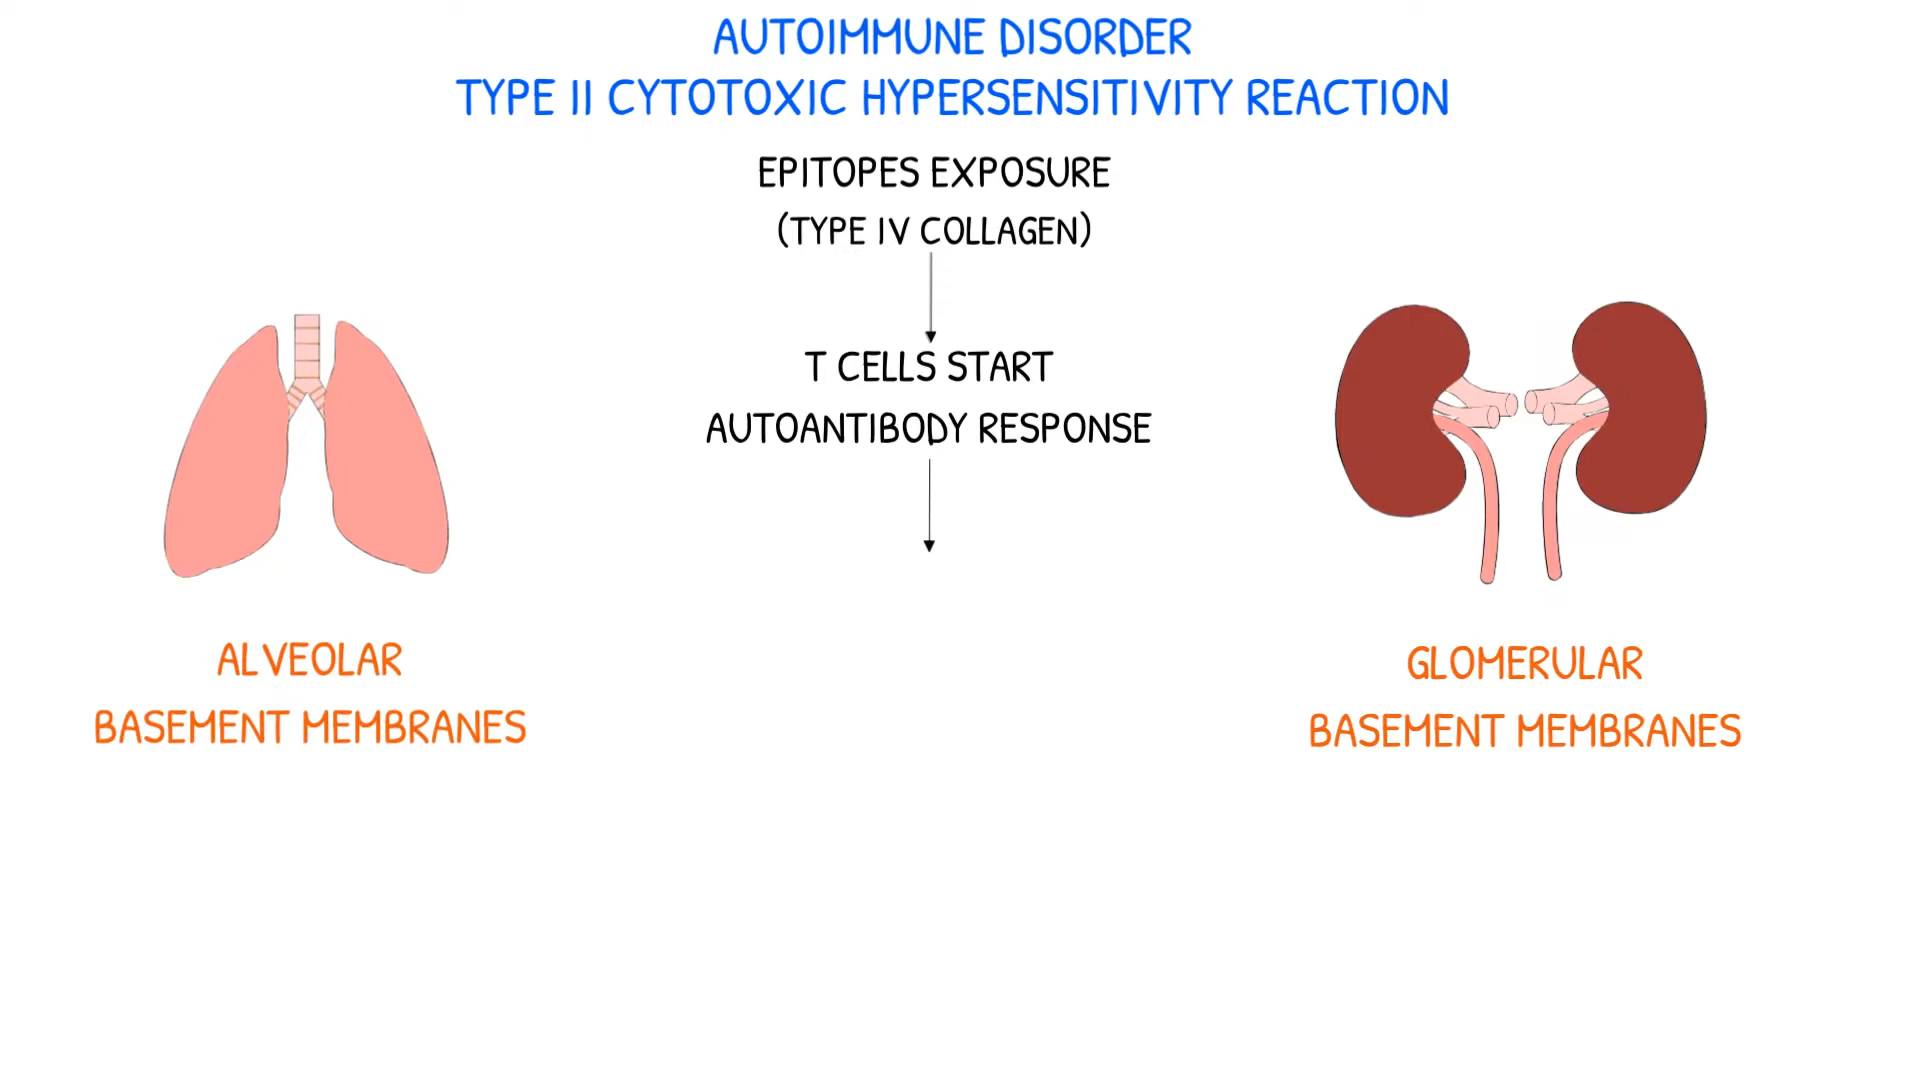 AUTOIMMUNE DISORDER
TYPE II CYTOTOXIC HYPERSENSITIVITY REACTION
EPITOPES EXPOSURE
(TYPE IV COLLAGEN)
T CELLS START
AUTOANTIBODY RESPONSE
ALVEOLAR
BASEMENT MEMBRANES
GLOMERULAR
BASEMENT MEMBRANES